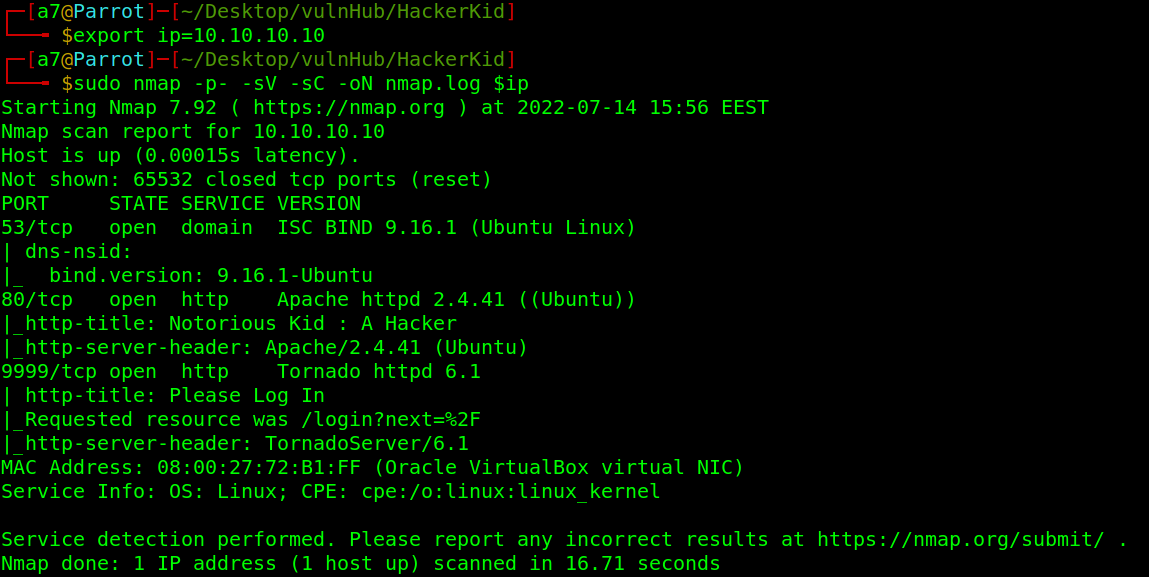 ┌─[a7@Parrot]─[~/Desktop/vulnHub/HackerKid]
└──╼ $export ip=10.10.10.10
┌─[a7@Parrot]─[~/Desktop/vulnHub/HackerKid]
└──╼ $sudo nmap -p- -sV -sC -oN nmap.log $ip
Starting Nmap 7.92 ( https://nmap.org ) at 2022-07-14 15:56 EEST
Nmap scan report for 10.10.10.10
Host is up (0.00015s latency).
Not shown: 65532 closed tcp ports (reset)
PORT     STATE SERVICE VERSION
53/tcp   open  domain  ISC BIND 9.16.1 (Ubuntu Linux)
| dns-nsid:
|_  bind.version: 9.16.1-Ubuntu
80/tcp   open  http    Apache httpd 2.4.41 ((Ubuntu))
|_http-title: Notorious Kid : A Hacker
|_http-server-header: Apache/2.4.41 (Ubuntu)
9999/tcp open  http    Tornado httpd 6.1
| http-title: Please Log In
|_Requested resource was /login?next=%2F
|_http-server-header: TornadoServer/6.1
MAC Address: 08:00:27:72:B1:FF (Oracle VirtualBox virtual NIC)
Service Info: OS: Linux; CPE: cpe:/o:linux:linux_kernel

Service detection performed. Please report any incorrect results at https://nmap.org/submit/ .
Nmap done: 1 IP address (1 host up) scanned in 16.71 seconds